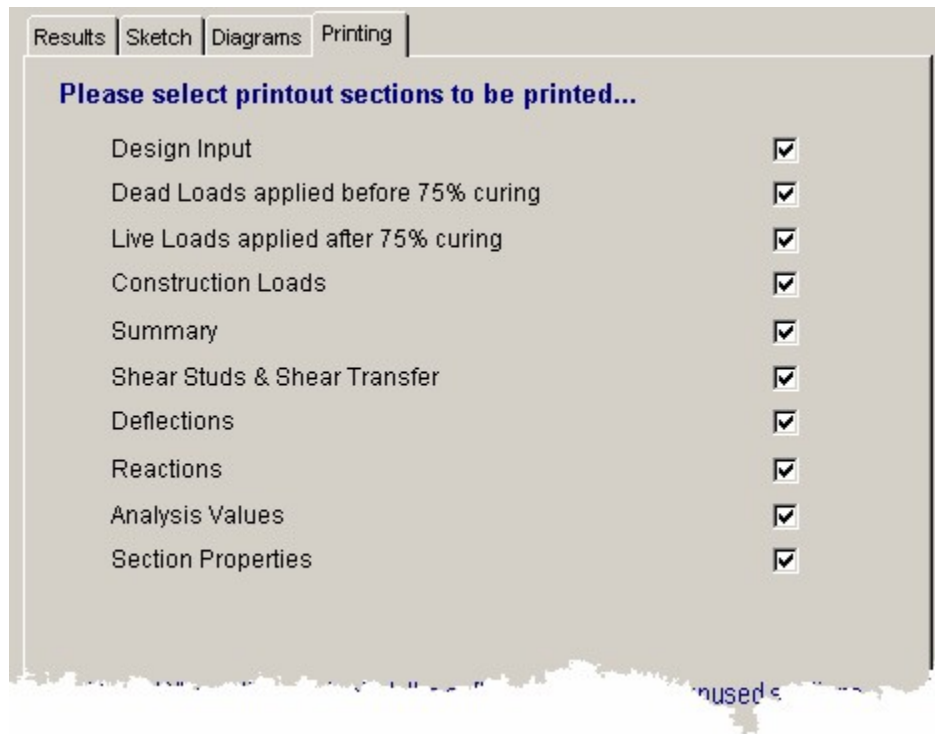 Results Sketch Diagrams Printing
Please select printout sections to be printed...
Design Input
Dead Loads applied before 75% curing
Live Loads applied after 75% curing
Construction Loads
Summary
Shear Studs & Shear Transfer
Deflections
Reactions
Analysis Values
Section Properties